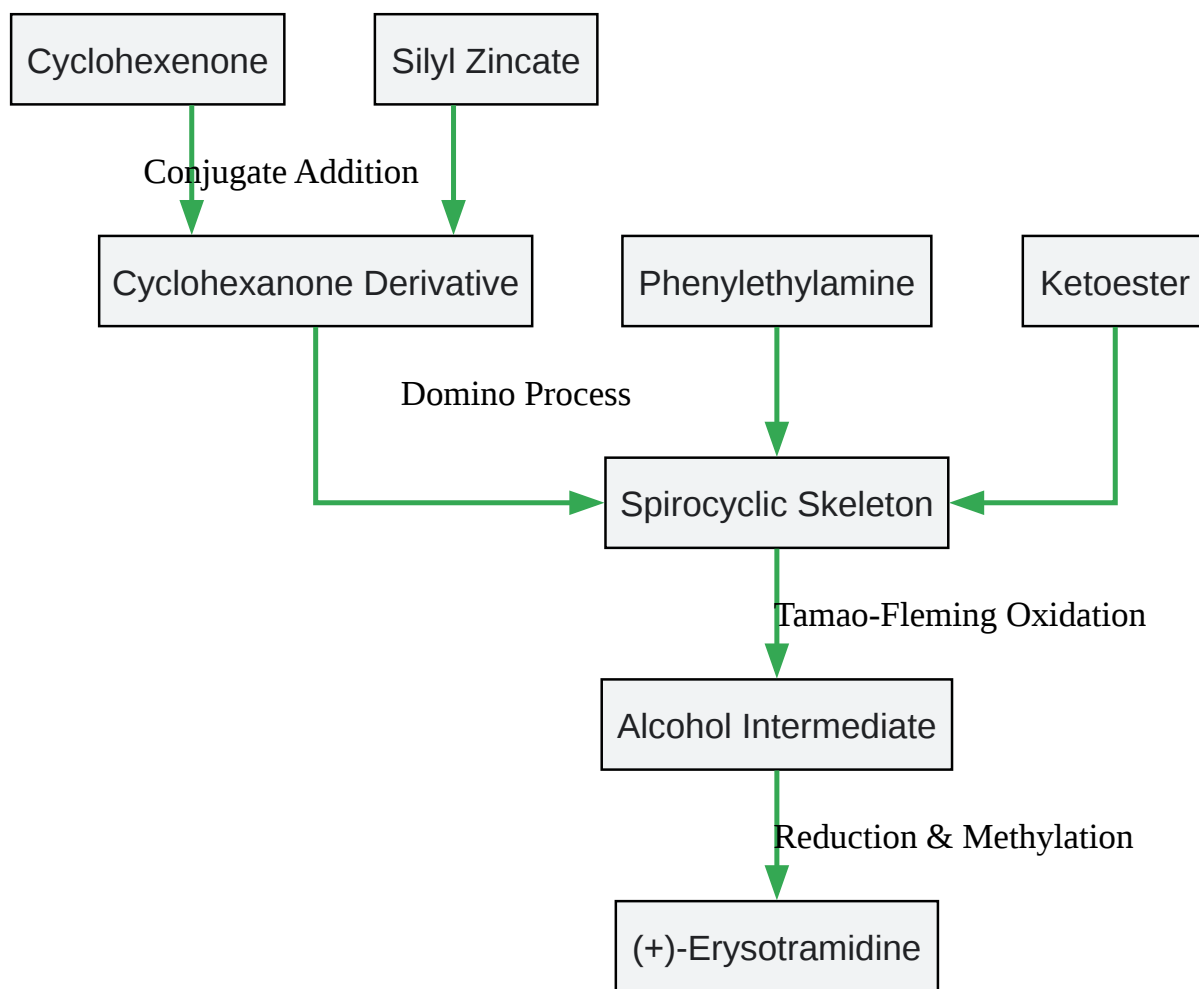 Cyclohexenone
Silyl Zincate
Conjugate Addition
Cyclohexanone Derivative
Phenylethylamine
Ketoester
Domino Process
Spirocyclic Skeleton
Tamao-Fleming Oxidation
Alcohol Intermediate
Reduction & Methylation
(+)-Erysotramidine